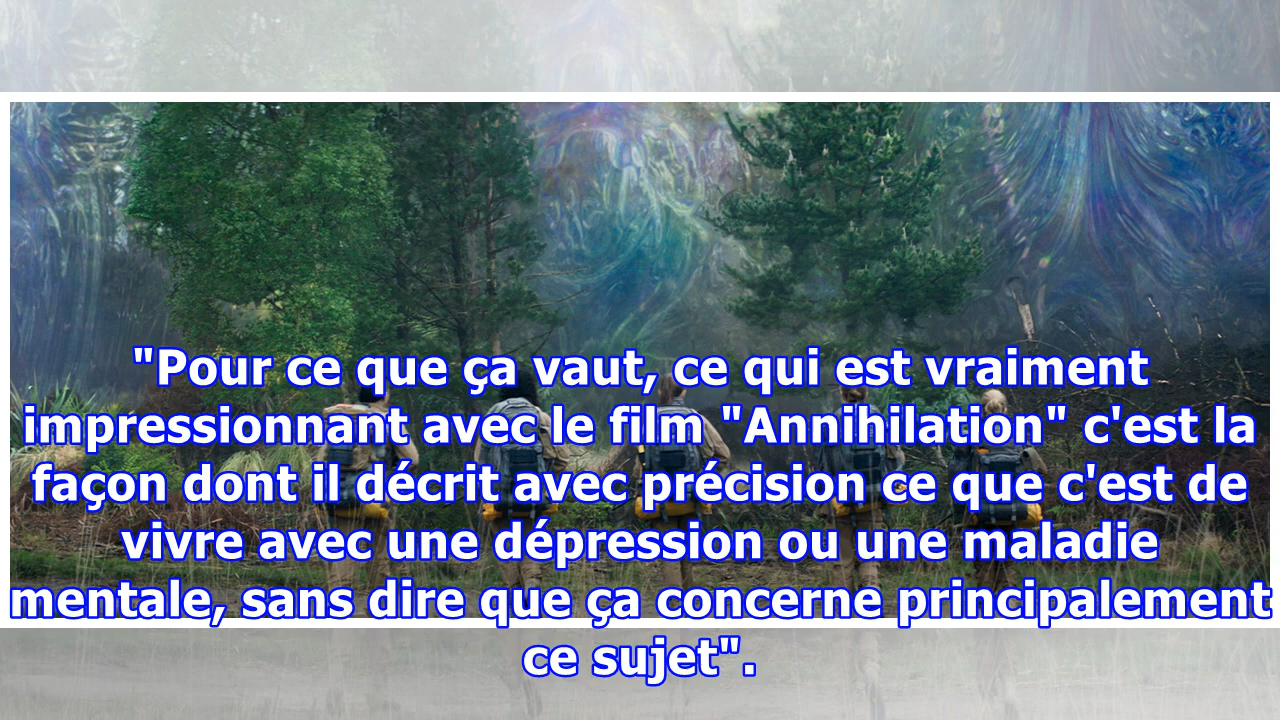 "Pour ce que ça vaut, ce qui est vraiment
impressionnant avec le film "Annihilation" c'est la
façon dont il décrit avec précision ce que c'est de
vivre avec une dépression ou une maladie
mentale, sans dire que ça concerne principalement
ce sujet".